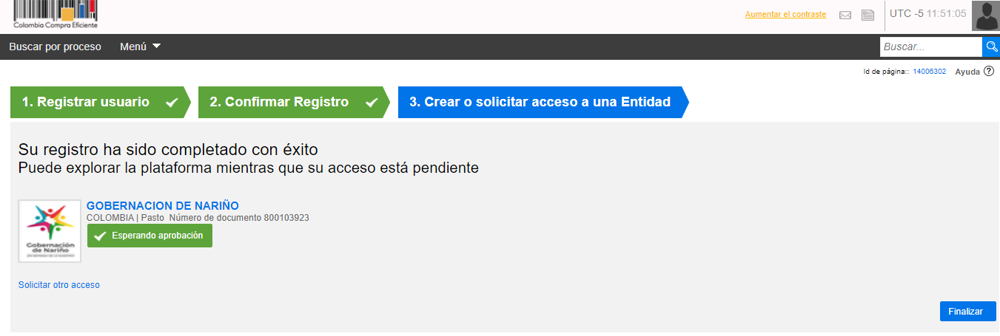 Colombia Compra Eficiente
Aumentar el contraste
UTC -5 11:51:05
Buscar por proceso Menú
Buscar...
Id de página:: 14006302 Ayuda ?
1. Registrar usuario
2. Confirmar Registro
3. Crear o solicitar acceso a una Entidad
Su registro ha sido completado con éxito
Puede explorar la plataforma mientras que su acceso está pendiente
GOBERNACION DE NARIÑO
COLOMBIA | Pasto Número de documento 800103923
Esperando aprobación
Gobernación
de Nariño
Solicitar otro acceso
Finalizar